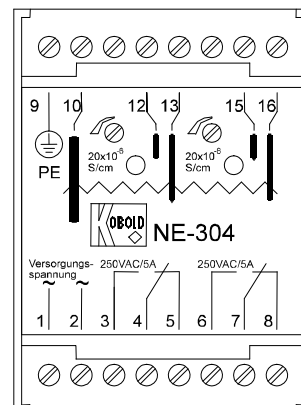 9 10 12 13 15 16
PE
20x10⁻⁶ 20x10⁻⁶
S/cm S/cm
KOBOLD NE-304
Versorgungs- 250VAC/5A 250VAC/5A
spannung
~ ~
1 2 3 4 5 6 7 8